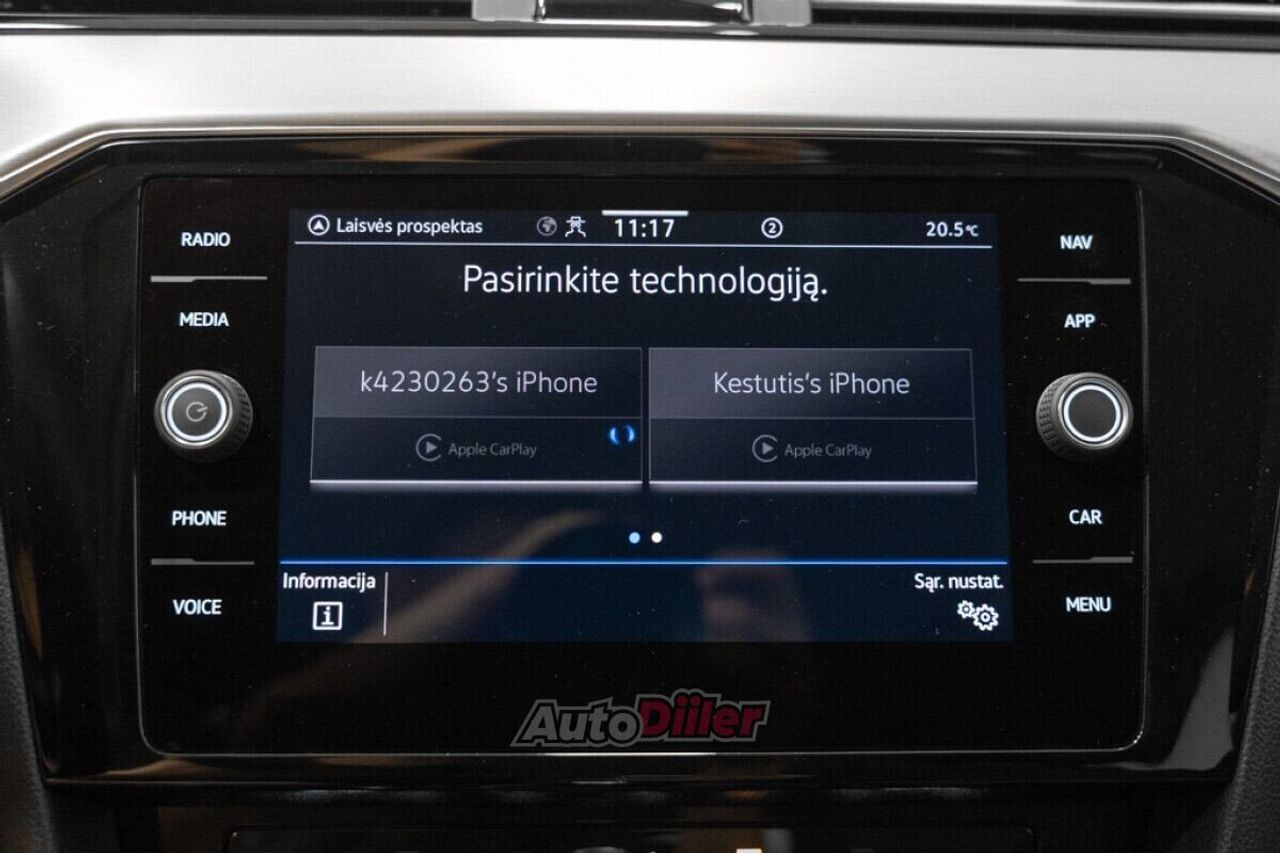 Laisvės prospektas 11:17 2 20.5°C
RADIO
NAV
Pasirinkite technologiją.
MEDIA
APP
k4230263's iPhone
Kestutis's iPhone
Apple CarPlay
Apple CarPlay
PHONE
CAR
Informacija
Sąr. nustat.
i
VOICE
MENU
AutoDiiler